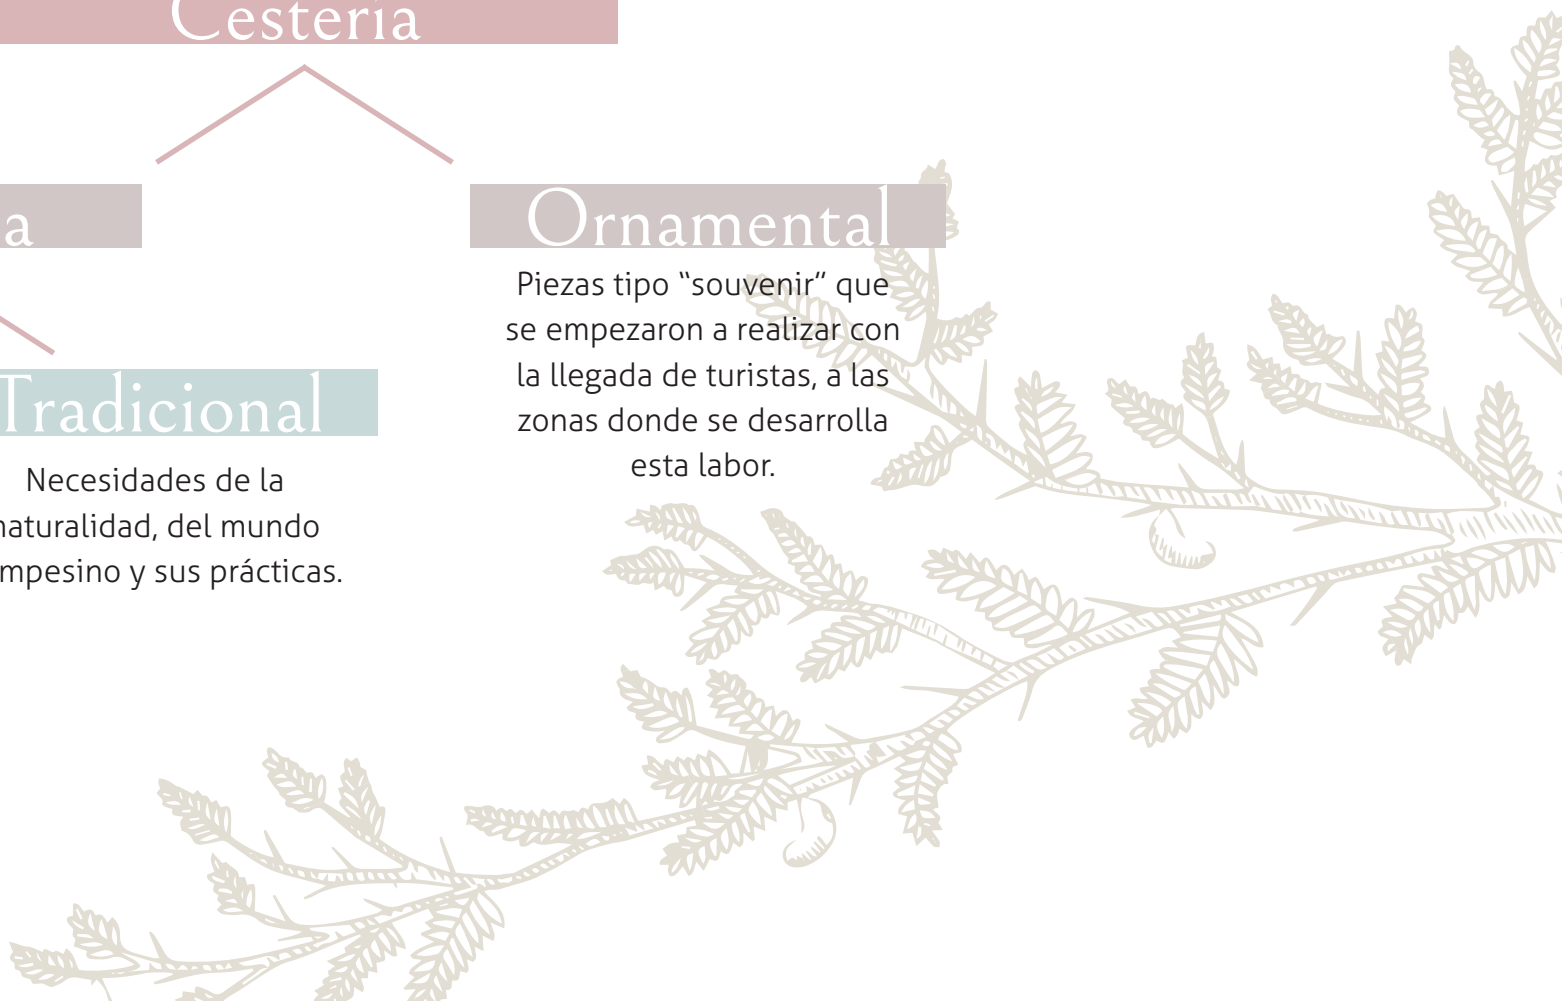 Cestería
Ornamental
Piezas tipo “souvenir” que
se empezaron a realizar con
la llegada de turistas, a las
zonas donde se desarrolla
esta labor.
Tradicional
Necesidades de la
naturalidad, del mundo
y sus prácticas.